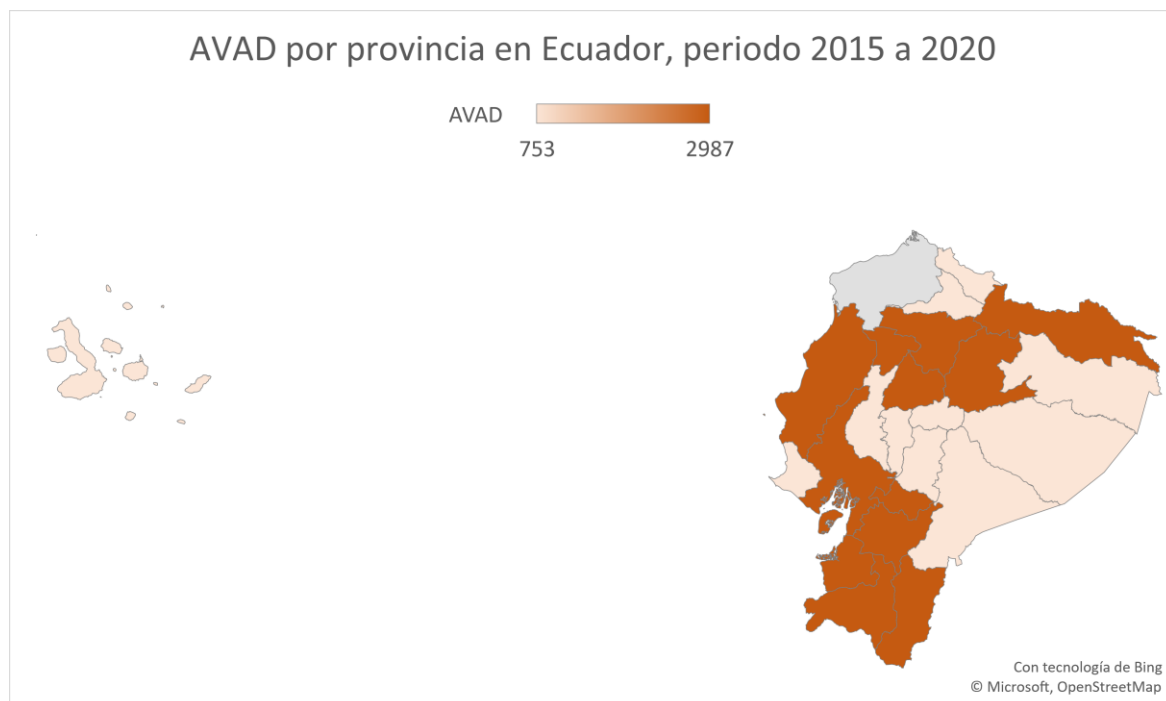 AVAD por provincia en Ecuador, periodo 2015 a 2020
AVAD
753 2987
Con tecnología de Bing
© Microsoft, OpenStreetMap